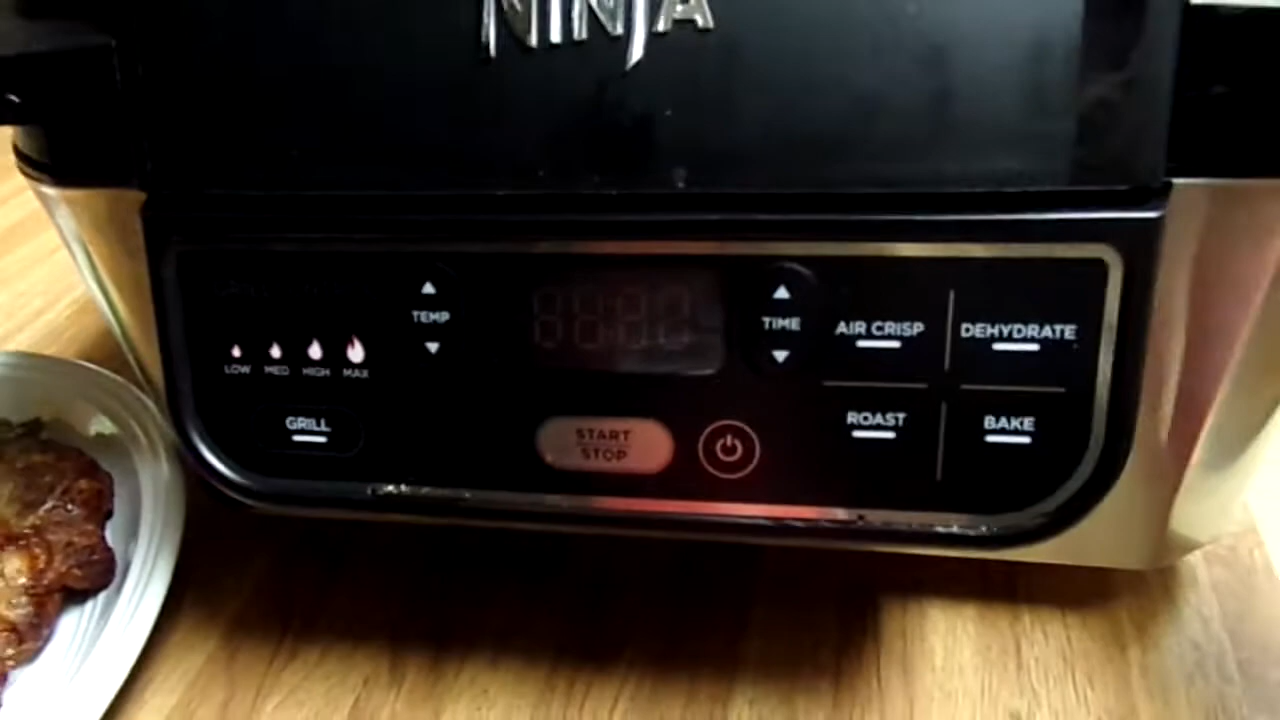 NINJA
TEMP
TIME
AIR CRISP
DEHYDRATE
LOW MED HIGH MAX
GRILL
START
STOP
ROAST
BAKE